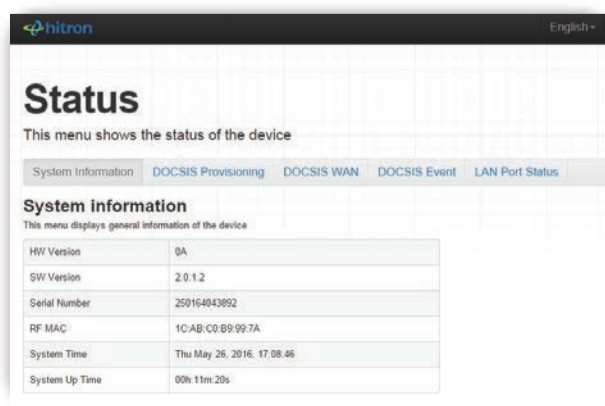 hitron English
Status
This menu shows the status of the device
System Information DOCSIS Provisioning DOCSIS WAN DOCSIS Event LAN Port Status
System information
This menu displays general information of the device
HW Version 0A
SW Version 2.0.1.2
Serial Number 250164043892
RF MAC 1C:AB:C0:B9:99:7A
System Time Thu May 26, 2016, 17:08:46
System Up Time 00h:11m:20s